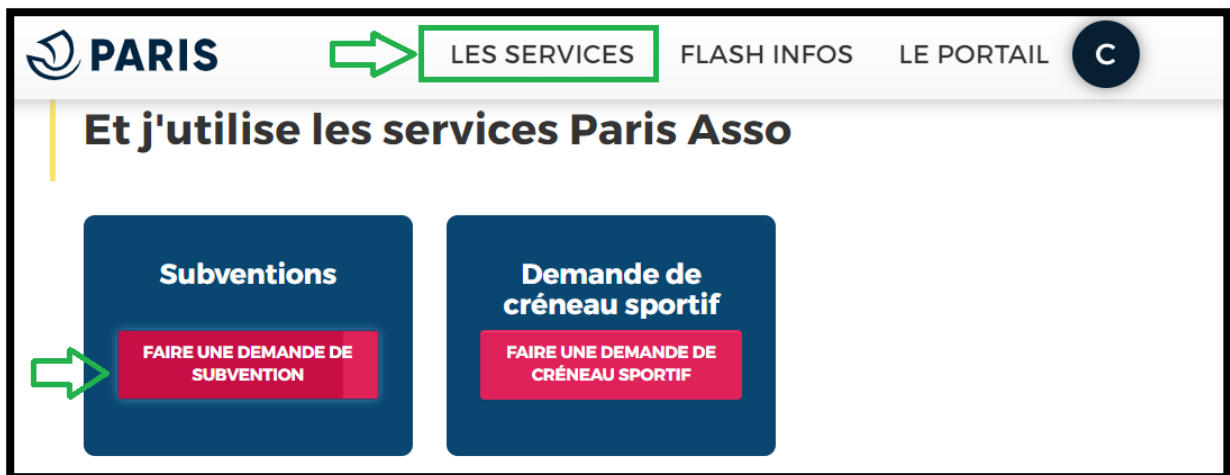 PARIS
LES SERVICES
FLASH INFOS
LE PORTAIL
C
Et j'utilise les services Paris Asso
Subventions
FAIRE UNE DEMANDE DE
SUBVENTION
Demande de
créneau sportif
FAIRE UNE DEMANDE DE
CRÉNEAU SPORTIF